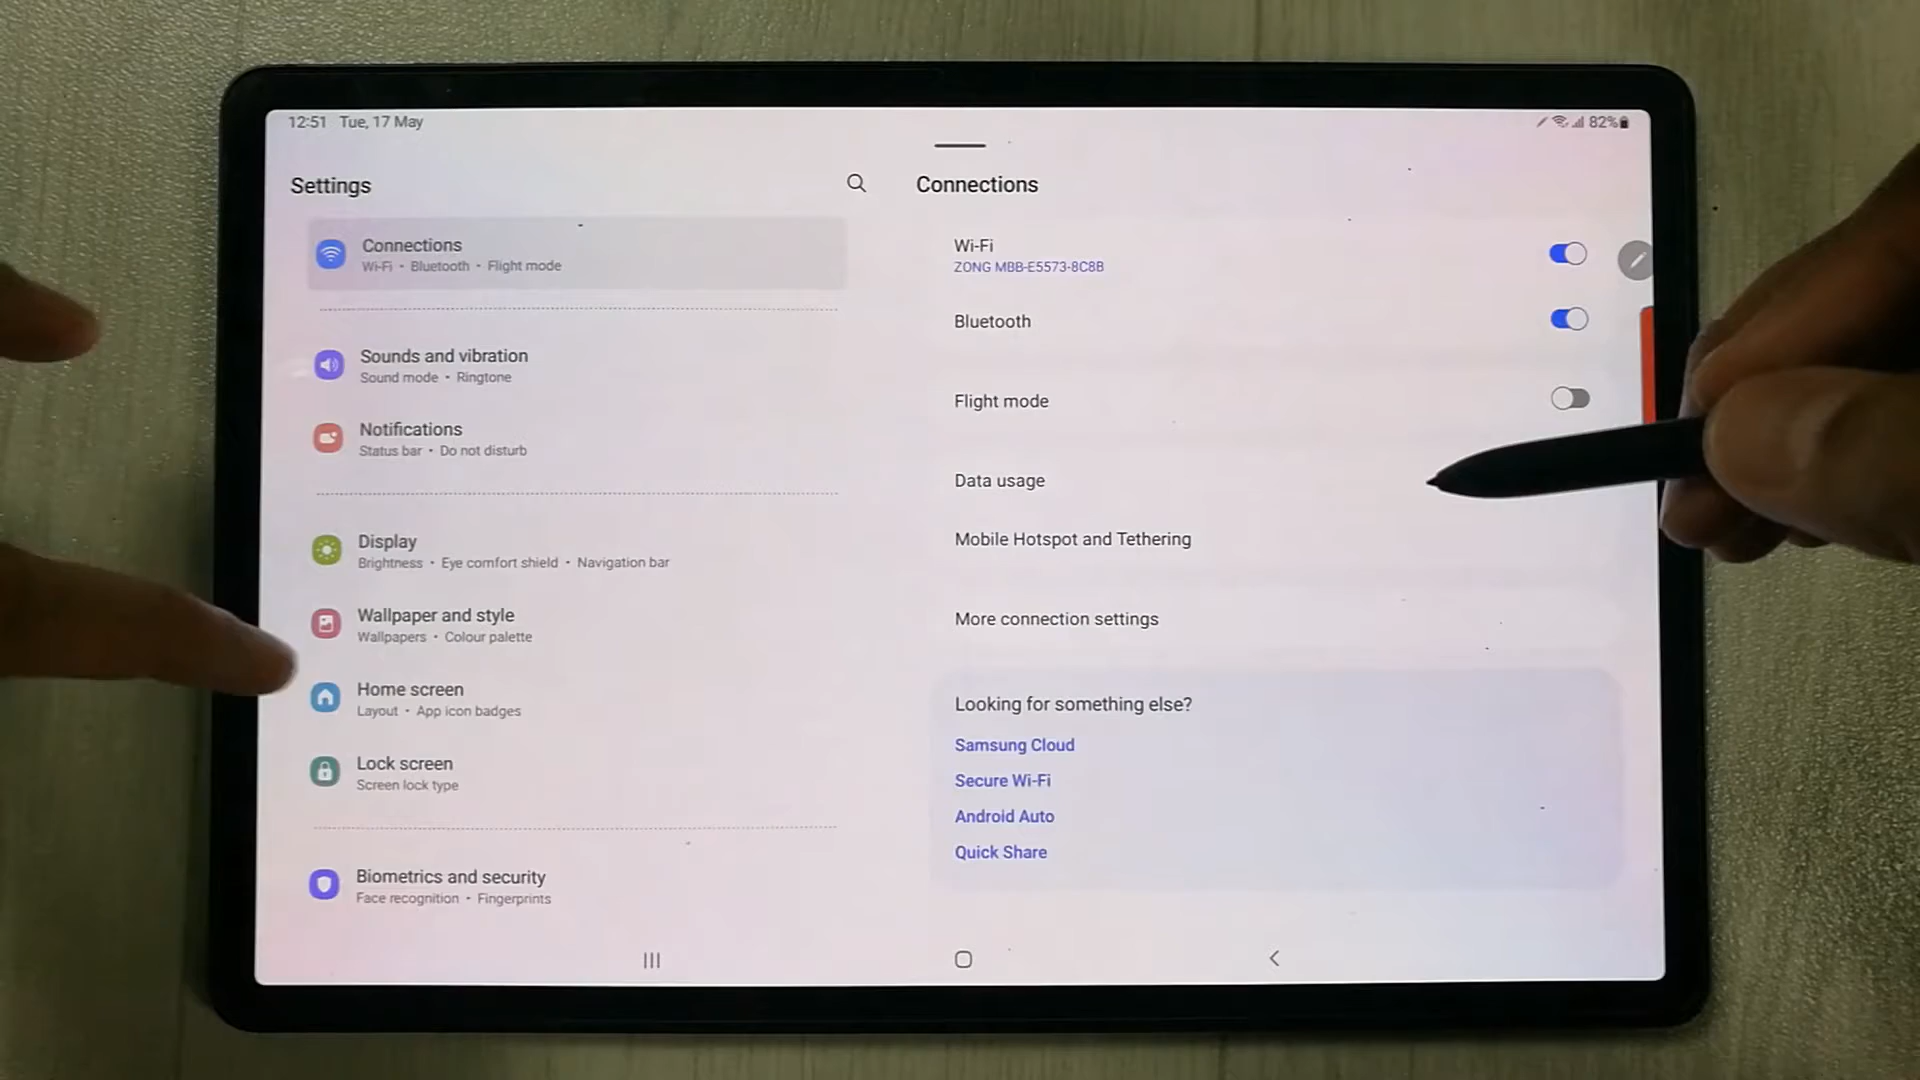 12:51 Tue, 17 May
82%
Settings
Connections
Wi-Fi • Bluetooth • Flight mode
Sounds and vibration
Sound mode • Ringtone
Notifications
Status bar • Do not disturb
Display
Brightness • Eye comfort shield • Navigation bar
Wallpaper and style
Wallpapers • Colour palette
Home screen
Layout • App icon badges
Lock screen
Screen lock type
Biometrics and security
Face recognition • Fingerprints
Connections
Wi-Fi
ZONG MBB-E5573-8C8B
Bluetooth
Flight mode
Data usage
Mobile Hotspot and Tethering
More connection settings
Looking for something else?
Samsung Cloud
Secure Wi-Fi
Android Auto
Quick Share